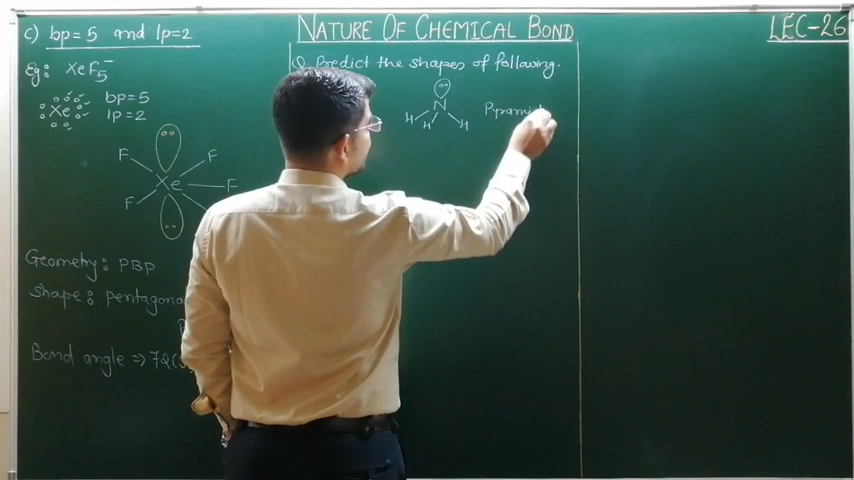 NATURE OF CHEMICAL BOND
LEC-26
c) bp=5 and lp=2
Eg: XeF5⁻
Xe
bp=5
lp=2
F F
Xe F
F
Geometry: PBP
Shape: pentagona
Bond angle ⇒ 72(
Q. Predict the shapes of following.
N
H H H
Pyramid